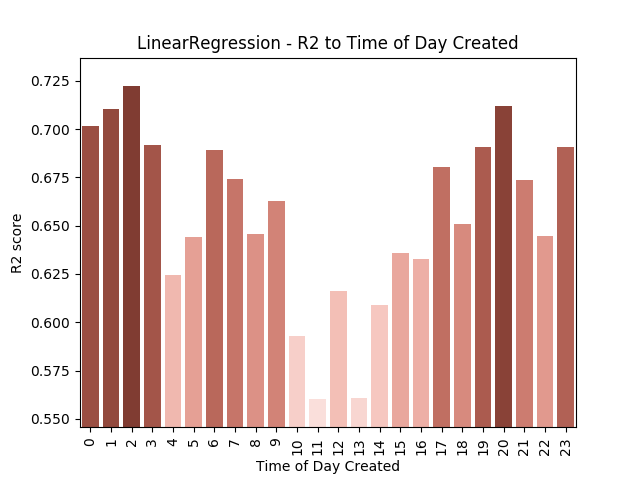 LinearRegression - R2 to Time of Day Created
R2 score
0.725
0.700
0.675
0.650
0.625
0.600
0.575
0.550
0 1 2 3 4 5 6 7 8 9 10 11 12 13 14 15 16 17 18 19 20 21 22 23
Time of Day Created